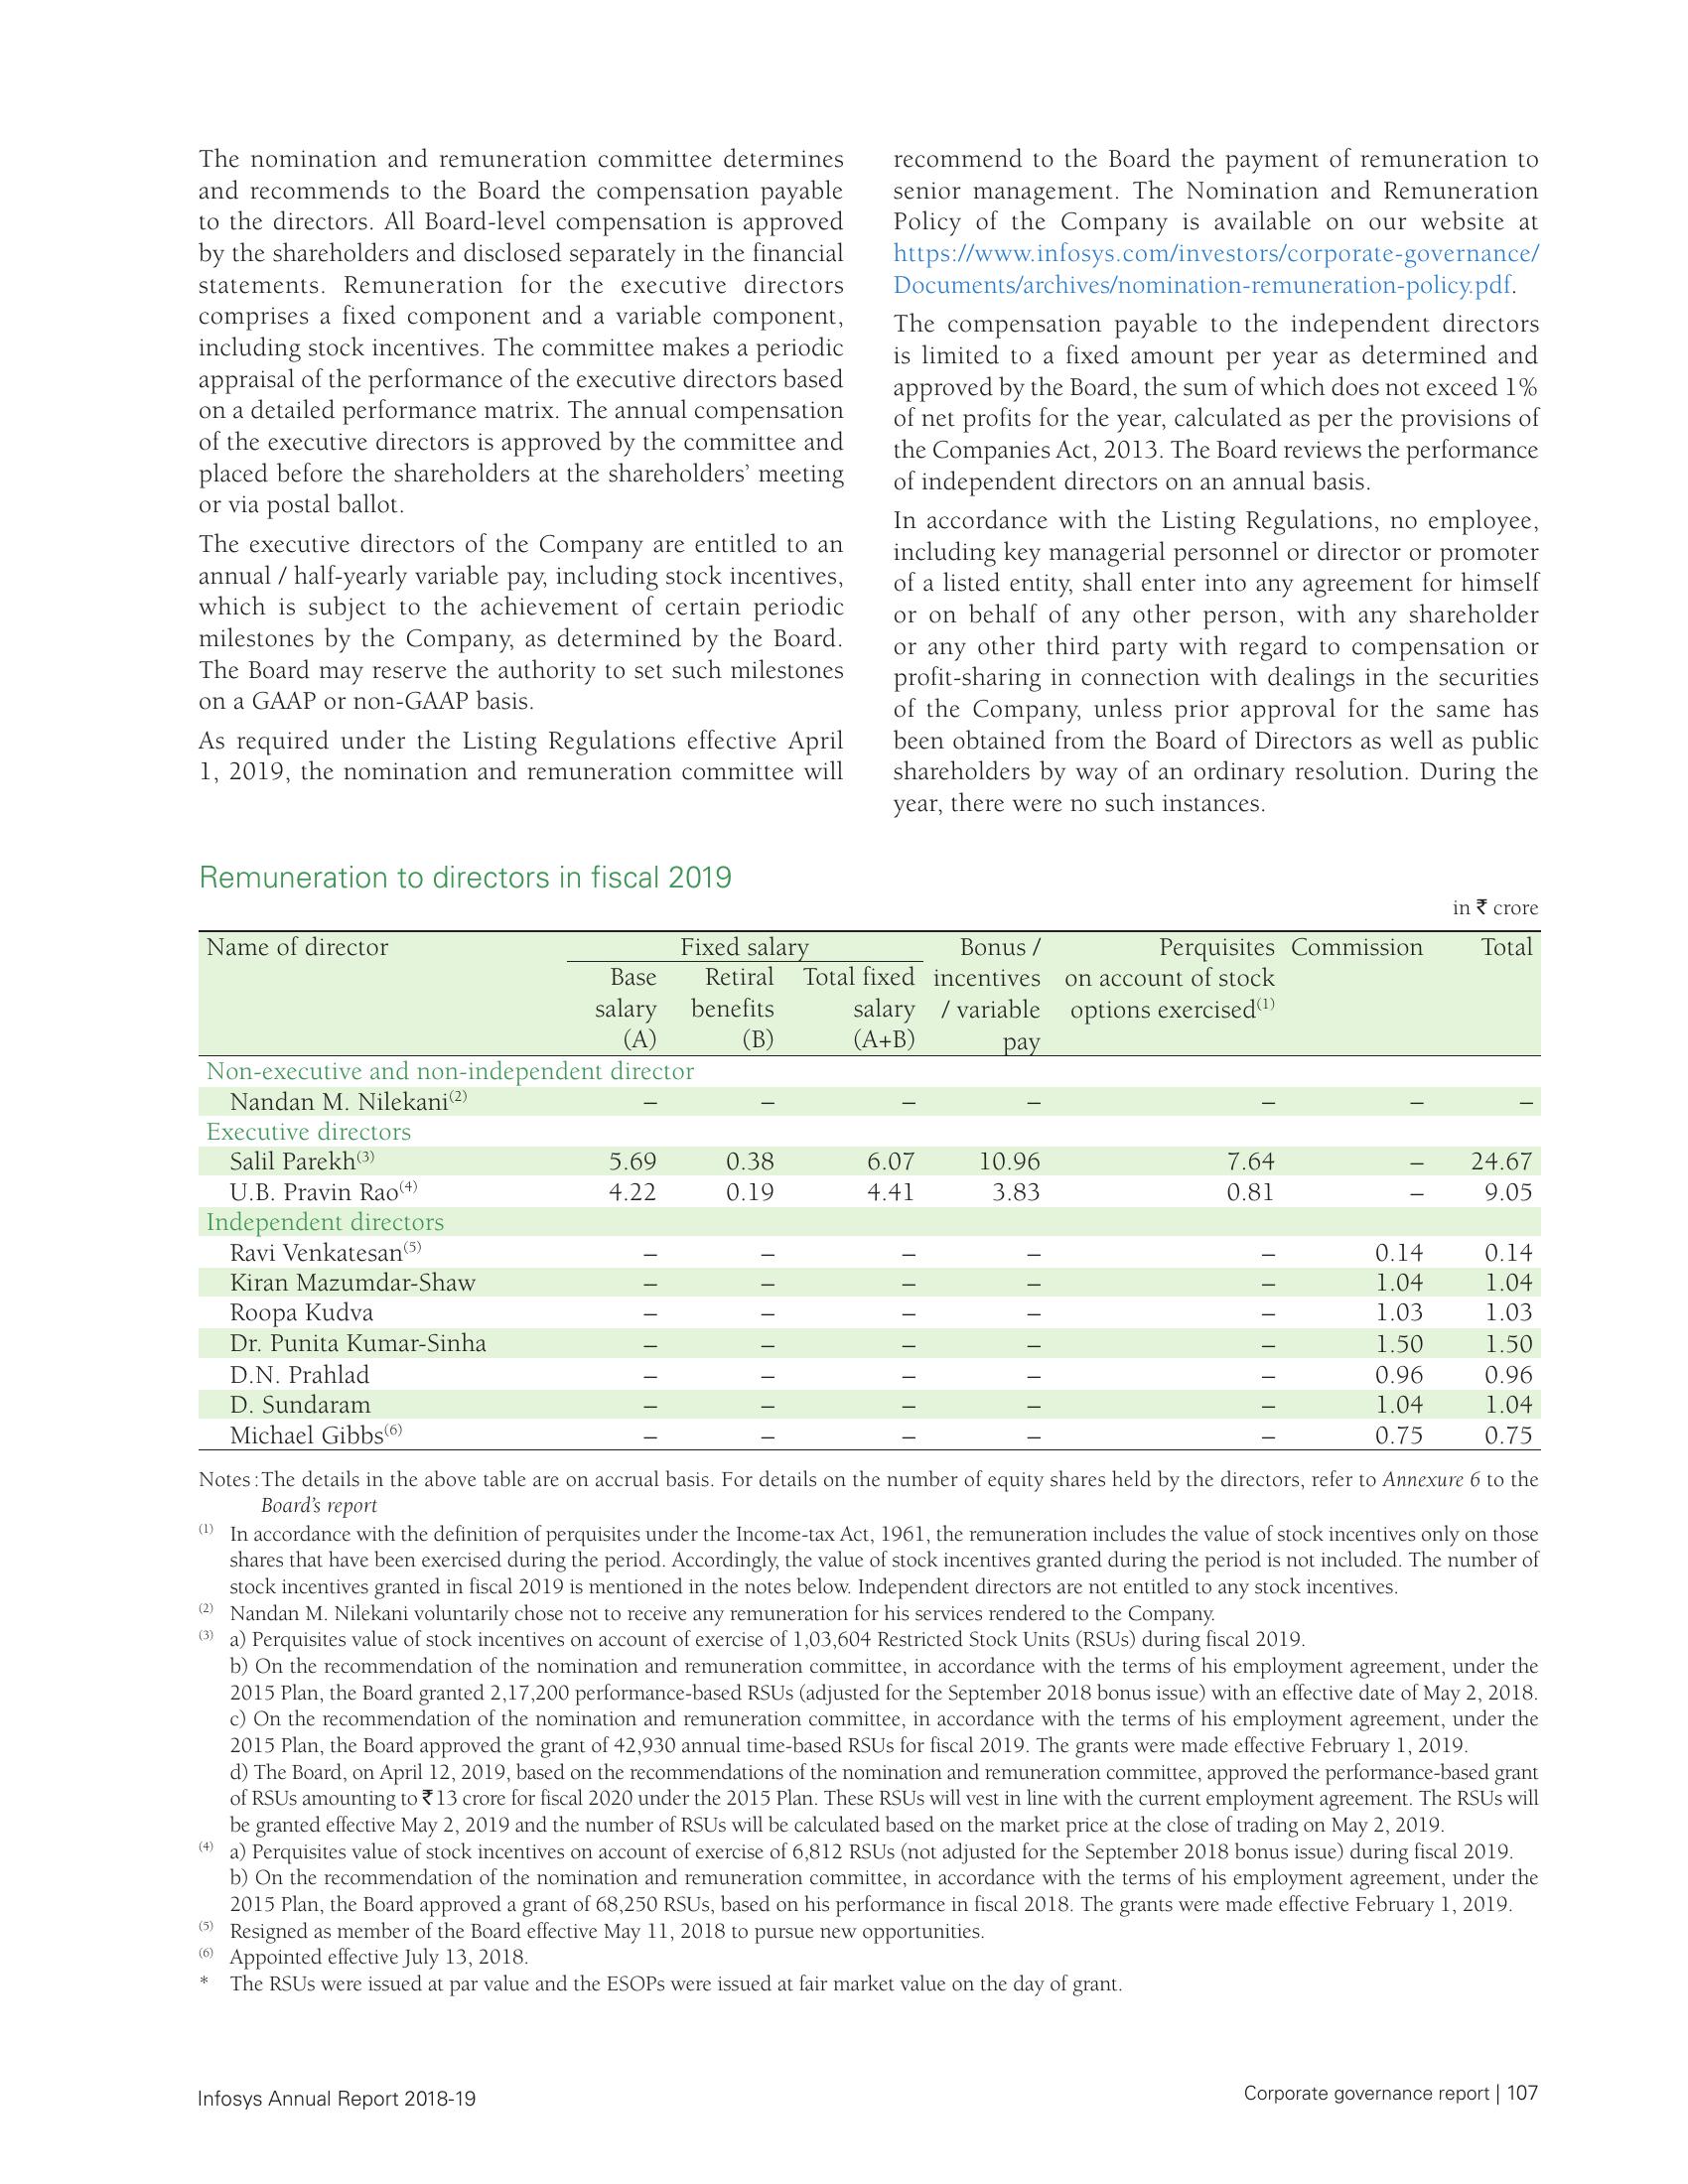 The nomination and remuneration committee determines
and recommends to the Board the compensation payable
to the directors. All Board-level compensation is approved
by the shareholders and disclosed separately in the financial
statements. Remuneration for the executive directors
comprises a fixed component and a variable component,
including stock incentives. The committee makes a periodic
appraisal of the performance of the executive directors based
on a detailed performance matrix. The annual compensation
of the executive directors is approved by the committee and
placed before the shareholders at the shareholders’ meeting
or via postal ballot.
The executive directors of the Company are entitled to an
annual / half-yearly variable pay, including stock incentives,
which is subject to the achievement of certain periodic
milestones by the Company, as determined by the Board.
The Board may reserve the authority to set such milestones
on a GAAP or non-GAAP basis.
As required under the Listing Regulations effective April
1, 2019, the nomination and remuneration committee will
recommend to the Board the payment of remuneration to
senior management. The Nomination and Remuneration
Policy of the Company is available on our website at
https://www.infosys.com/investors/corporate-governance/
Documents/archives/nomination-remuneration-policy.pdf.
The compensation payable to the independent directors
is limited to a fixed amount per year as determined and
approved by the Board, the sum of which does not exceed 1%
of net profits for the year, calculated as per the provisions of
the Companies Act, 2013. The Board reviews the performance
of independent directors on an annual basis.
In accordance with the Listing Regulations, no employee,
including key managerial personnel or director or promoter
of a listed entity, shall enter into any agreement for himself
or on behalf of any other person, with any shareholder
or any other third party with regard to compensation or
profit-sharing in connection with dealings in the securities
of the Company, unless prior approval for the same has
been obtained from the Board of Directors as well as public
shareholders by way of an ordinary resolution. During the
year, there were no such instances.
Remuneration to directors in fiscal 2019
in ₹ crore
Name of director Fixed salary Bonus / Perquisites Commission Total
Base Retiral Total fixed incentives on account of stock
salary benefits salary / variable options exercised(1)
(A) (B) (A+B) pay
Non-executive and non-independent director
Nandan M. Nilekani(2) – – – – – – –
Executive directors
Salil Parekh(3) 5.69 0.38 6.07 10.96 7.64 – 24.67
U.B. Pravin Rao(4) 4.22 0.19 4.41 3.83 0.81 – 9.05
Independent directors
Ravi Venkatesan(5) – – – – – 0.14 0.14
Kiran Mazumdar-Shaw – – – – – 1.04 1.04
Roopa Kudva – – – – – 1.03 1.03
Dr. Punita Kumar-Sinha – – – – – 1.50 1.50
D.N. Prahlad – – – – – 0.96 0.96
D. Sundaram – – – – – 1.04 1.04
Michael Gibbs(6) – – – – – 0.75 0.75
Notes : The details in the above table are on accrual basis. For details on the number of equity shares held by the directors, refer to Annexure 6 to the
Board’s report
(1) In accordance with the definition of perquisites under the Income-tax Act, 1961, the remuneration includes the value of stock incentives only on those
shares that have been exercised during the period. Accordingly, the value of stock incentives granted during the period is not included. The number of
stock incentives granted in fiscal 2019 is mentioned in the notes below. Independent directors are not entitled to any stock incentives.
(2) Nandan M. Nilekani voluntarily chose not to receive any remuneration for his services rendered to the Company.
(3) a) Perquisites value of stock incentives on account of exercise of 1,03,604 Restricted Stock Units (RSUs) during fiscal 2019.
b) On the recommendation of the nomination and remuneration committee, in accordance with the terms of his employment agreement, under the
2015 Plan, the Board granted 2,17,200 performance-based RSUs (adjusted for the September 2018 bonus issue) with an effective date of May 2, 2018.
c) On the recommendation of the nomination and remuneration committee, in accordance with the terms of his employment agreement, under the
2015 Plan, the Board approved the grant of 42,930 annual time-based RSUs for fiscal 2019. The grants were made effective February 1, 2019.
d) The Board, on April 12, 2019, based on the recommendations of the nomination and remuneration committee, approved the performance-based grant
of RSUs amounting to ₹ 13 crore for fiscal 2020 under the 2015 Plan. These RSUs will vest in line with the current employment agreement. The RSUs will
be granted effective May 2, 2019 and the number of RSUs will be calculated based on the market price at the close of trading on May 2, 2019.
(4) a) Perquisites value of stock incentives on account of exercise of 6,812 RSUs (not adjusted for the September 2018 bonus issue) during fiscal 2019.
b) On the recommendation of the nomination and remuneration committee, in accordance with the terms of his employment agreement, under the
2015 Plan, the Board approved a grant of 68,250 RSUs, based on his performance in fiscal 2018. The grants were made effective February 1, 2019.
(5) Resigned as member of the Board effective May 11, 2018 to pursue new opportunities.
(6) Appointed effective July 13, 2018.
* The RSUs were issued at par value and the ESOPs were issued at fair market value on the day of grant.
Infosys Annual Report 2018-19
Corporate governance report | 107